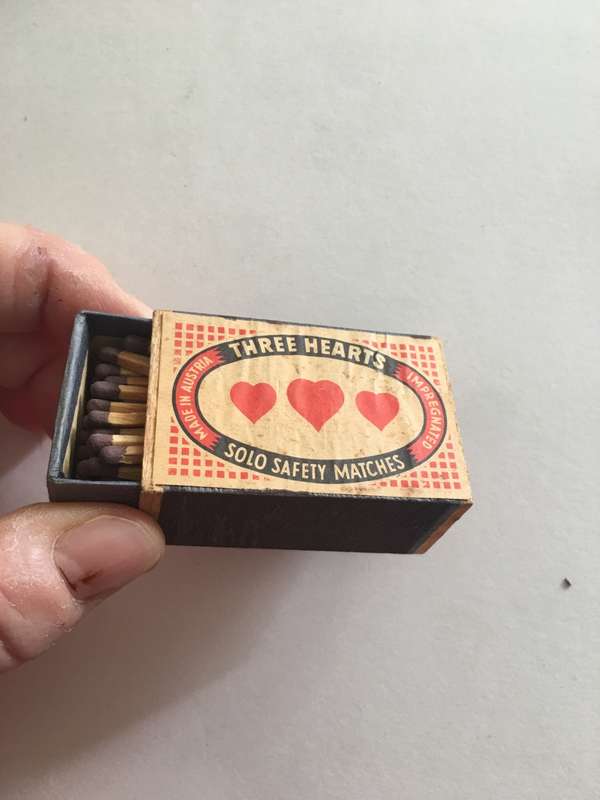 THREE HEARTS
MADE IN AUSTRIA
IMPREGNATED
SOLO SAFETY MATCHES